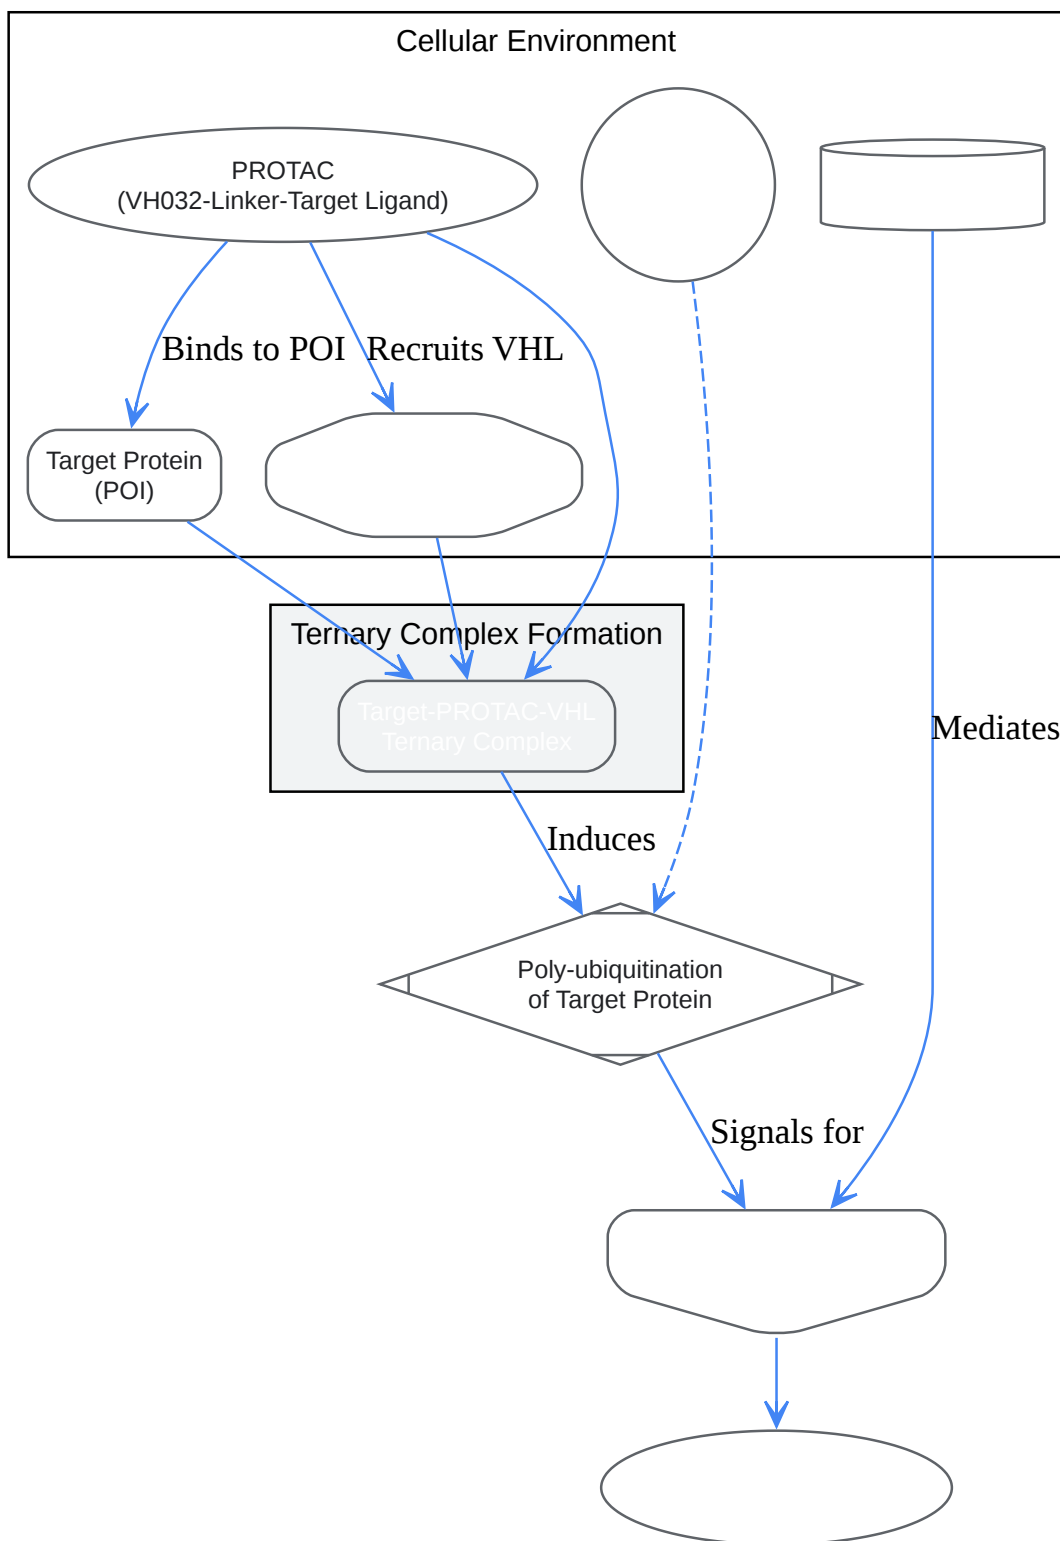 Cellular Environment
PROTAC
(VH032-Linker-Target Ligand)
Binds to POI
Recruits VHL
Target Protein
(POI)
Ternary Complex Formation
Target-PROTAC-VHL
Ternary Complex
Mediates
Induces
Poly-ubiquitination
of Target Protein
Signals for